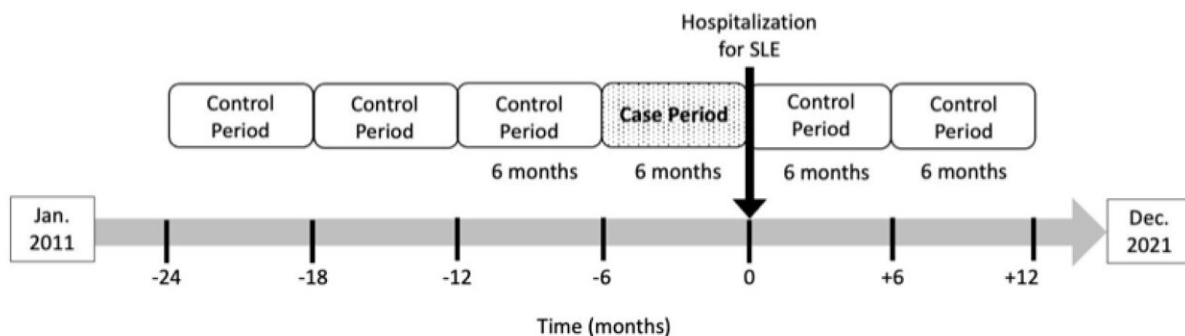 Hospitalization
for SLE
Control
Period
Control
Period
Control
Period
Case Period
Control
Period
Control
Period
6 months
6 months
6 months
6 months
Jan.
2011
Dec.
2021
-24
-18
-12
-6
0
+6
+12
Time (months)